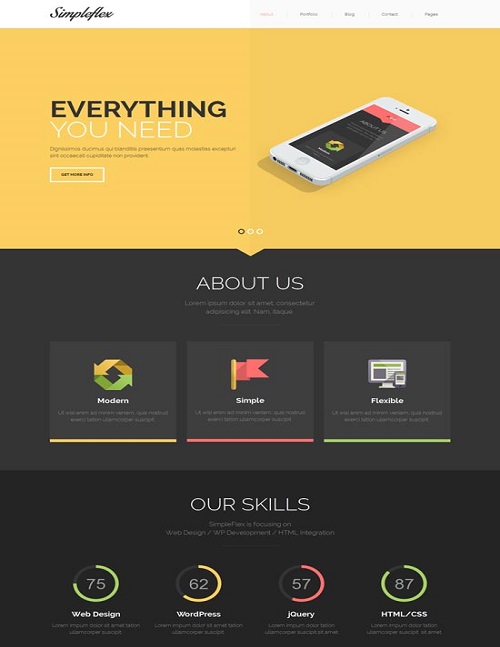 Simpleflex
About Portfolio Blog Contact Pages
EVERYTHING
YOU NEED
Dignissimos ducimus qui blanditiis praesentium quas molestias excepturi
sint occaecati cupiditate non provident
GET MORE INFO
ABOUT US
ABOUT US
Lorem ipsum dolor sit amet, consectetur
adipisicing elit. Nam, itaque.
Modern
Ut wisi enim ad minim veniam, quis nostrud
exerci tation ullamcorper suscipit.
Simple
Ut wisi enim ad minim veniam, quis nostrud
exerci tation ullamcorper suscipit.
Flexible
Ut wisi enim ad minim veniam, quis nostrud
exerci tation ullamcorper suscipit.
OUR SKILLS
SimpleFlex is focusing on
Web Design / WP Development / HTML Integration
75
Web Design
Lorem ipsum dolor sit amet
ullamcorper suscipit
62
WordPress
Lorem ipsum dolor sit amet
ullamcorper suscipit
57
jQuery
Lorem ipsum dolor sit amet
ullamcorper suscipit amet
87
HTML/CSS
Lorem ipsum dolor sit amet
ullamcorper suscipit amet